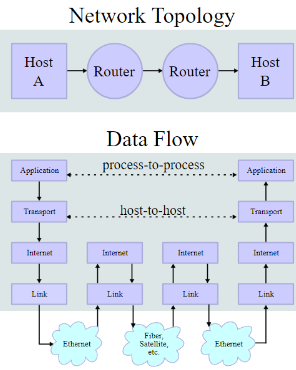 Network Topology
Host
A
Router
Router
Host
B
Data Flow
Application
process-to-process
Application
Transport
host-to-host
Transport
Internet
Internet
Internet
Internet
Link
Link
Link
Link
Ethernet
Fiber,
Satellite,
etc.
Ethernet